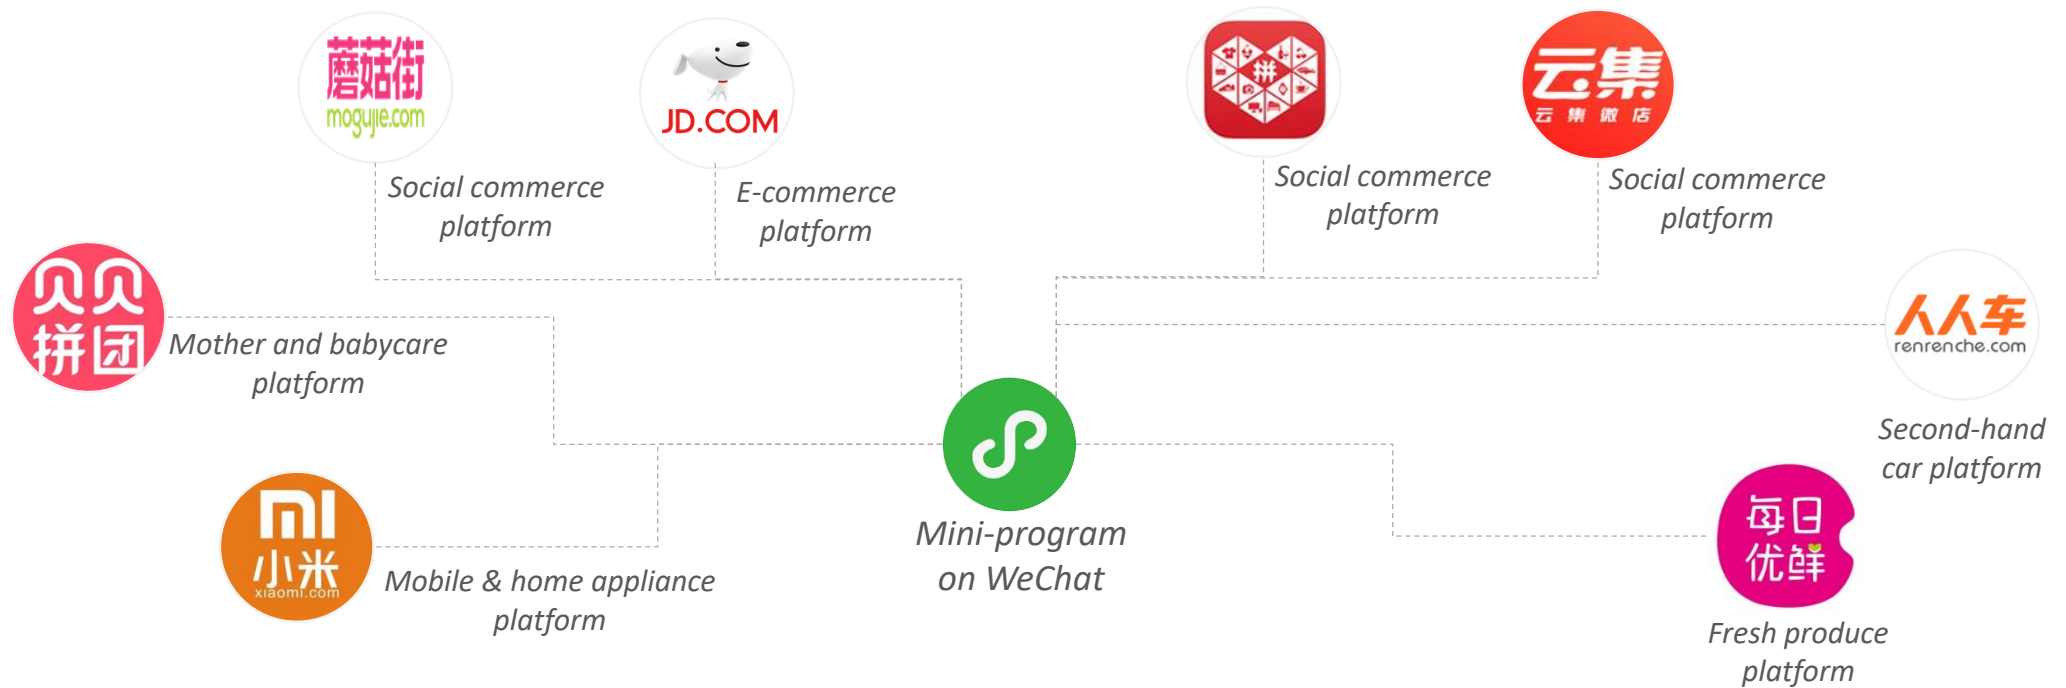 蘑菇街
mogujie.com
JD.COM
拼
云集
云集微店
Social commerce
platform
E-commerce
platform
Social commerce
platform
Social commerce
platform
贝贝
拼团
Mother and babycare
platform
人人车
renrenche.com
Second-hand
car platform
小米
xiaomi.com
Mobile & home appliance
platform
Mini-program
on WeChat
每日
优鲜
Fresh produce
platform